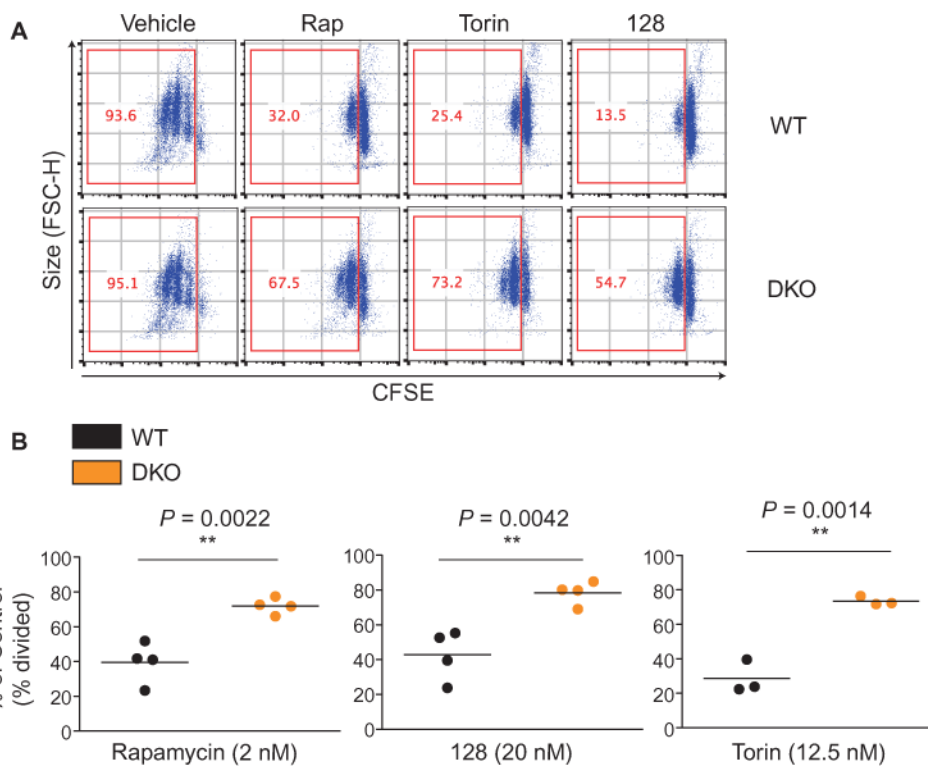 A
Vehicle Rap Torin 128
93.6 32.0 25.4 13.5
WT
Size (FSC-H)
95.1 67.5 73.2 54.7
DKO
CFSE
B
WT
DKO
P = 0.0022 P = 0.0042 P = 0.0014
** ** **
(% divided)
100 100 100
80 80 80
60 60 60
40 40 40
20 20 20
0 0 0
Rapamycin (2 nM) 128 (20 nM) Torin (12.5 nM)